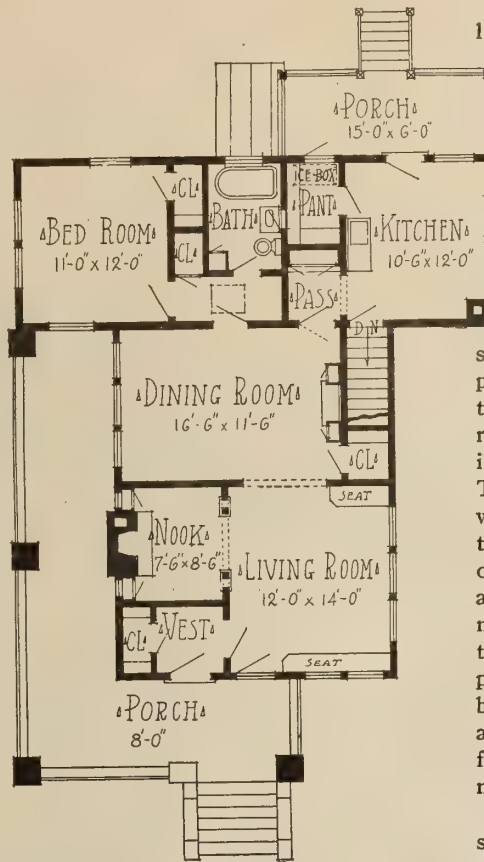 l
PORCH
15'-0" x 6'-0"
CL
ICE-BOX
BATH
PANT
BED ROOM
11'-0" x 12'-0"
KITCHEN
10'-6" x 12'-0"
CL
PASS
DN
DINING ROOM
16'-6" x 11'-6"
CL
SEAT
NOOK
7'-6" x 8'-6"
LIVING ROOM
12'-0" x 14'-0"
CL
VEST
SEAT
PORCH
8'-0"
s
p
t
r
i
T
v
t
c
a
n
t
p
b
a
f
n
s